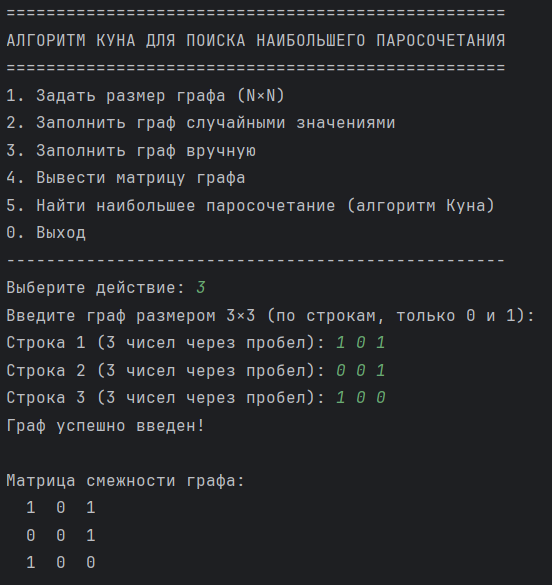 ==================================================
АЛГОРИТМ КУНА ДЛЯ ПОИСКА НАИБОЛЬШЕГО ПАРОСОЧЕТАНИЯ
==================================================
1. Задать размер графа (N×N)
2. Заполнить граф случайными значениями
3. Заполнить граф вручную
4. Вывести матрицу графа
5. Найти наибольшее паросочетание (алгоритм Куна)
0. Выход
--------------------------------------------------
Выберите действие: 3
Введите граф размером 3×3 (по строкам, только 0 и 1):
Строка 1 (3 чисел через пробел): 1 0 1
Строка 2 (3 чисел через пробел): 0 0 1
Строка 3 (3 чисел через пробел): 1 0 0
Граф успешно введен!

Матрица смежности графа:
  1  0  1
  0  0  1
  1  0  0